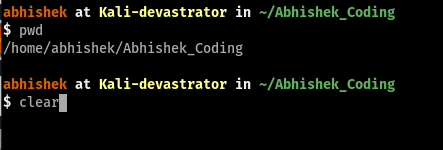 abhishek at Kali-devastrator in ~/Abhishek_Coding
$ pwd
/home/abhishek/Abhishek_Coding
abhishek at Kali-devastrator in ~/Abhishek_Coding
$ clear